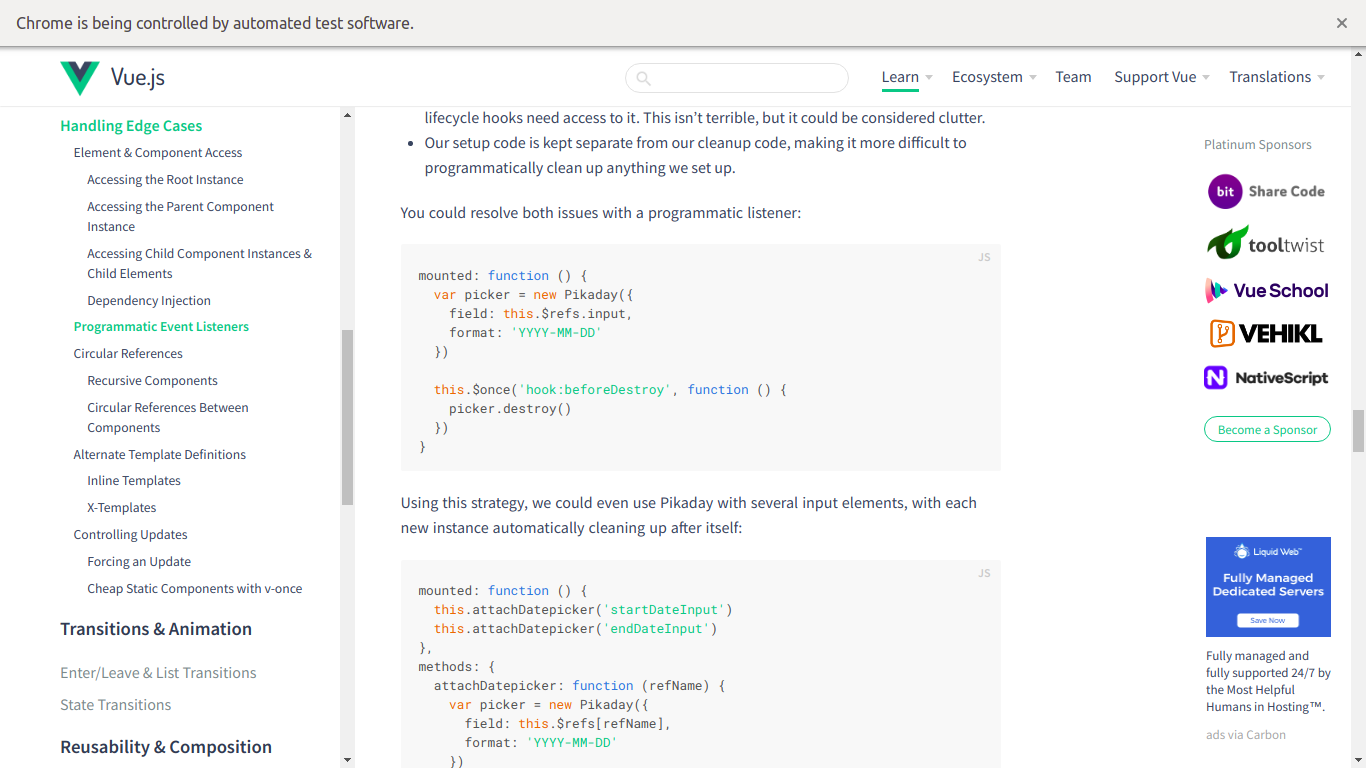 Chrome is being controlled by automated test software.
Vue.js
Learn
Ecosystem
Team
Support Vue
Translations
Handling Edge Cases
Element & Component Access
Accessing the Root Instance
Accessing the Parent Component
Instance
Accessing Child Component Instances &
Child Elements
Dependency Injection
Programmatic Event Listeners
Circular References
Recursive Components
Circular References Between
Components
Alternate Template Definitions
Inline Templates
X-Templates
Controlling Updates
Forcing an Update
Cheap Static Components with v-once
Transitions & Animation
Enter/Leave & List Transitions
State Transitions
Reusability & Composition
lifecycle hooks need access to it. This isn’t terrible, but it could be considered clutter.
• Our setup code is kept separate from our cleanup code, making it more difficult to
programmatically clean up anything we set up.
You could resolve both issues with a programmatic listener:
JS
mounted: function () {
  var picker = new Pikaday({
    field: this.$refs.input,
    format: 'YYYY-MM-DD'
  })
  this.$once('hook:beforeDestroy', function () {
    picker.destroy()
  })
}
Using this strategy, we could even use Pikaday with several input elements, with each
new instance automatically cleaning up after itself:
JS
mounted: function () {
  this.attachDatepicker('startDateInput')
  this.attachDatepicker('endDateInput')
},
methods: {
  attachDatepicker: function (refName) {
    var picker = new Pikaday({
      field: this.$refs[refName],
      format: 'YYYY-MM-DD'
    })
Platinum Sponsors
bit Share Code
tooltwist
Vue School
VEHIKL
NativeScript
Become a Sponsor
Liquid Web™
Fully Managed
Dedicated Servers
Save Now
Fully managed and
fully supported 24/7 by
the Most Helpful
Humans in Hosting™.
ads via Carbon